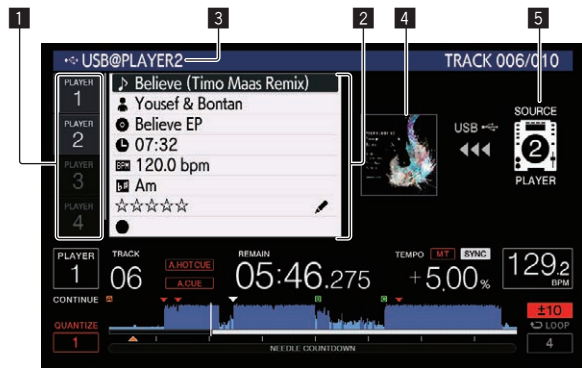 1
3
2
4
5
USB@PLAYER2
TRACK 006/010
PLAYER
1
PLAYER
2
PLAYER
3
PLAYER
4
Believe (Timo Maas Remix)
Yousef & Bontan
Believe EP
07:32
BPM 120.0 bpm
Am
☆☆☆☆☆
USB
SOURCE
2
PLAYER
PLAYER
1
CONTINUE
TRACK
06
A.HOT CUE
A.CUE
REMAIN
05:46.275
TEMPO MT SYNC
+5.00%
129.2
BPM
QUANTIZE
1
NEEDLE COUNTDOWN
±10
LOOP
4